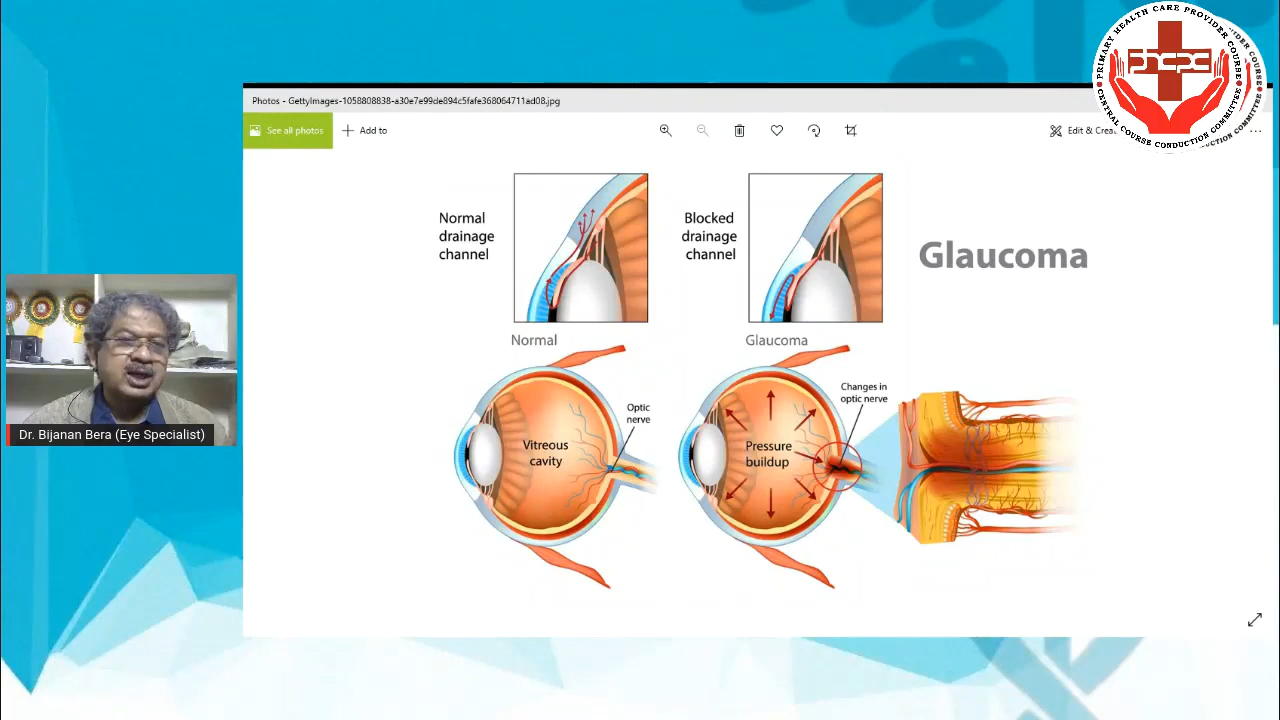 PRIMARY HEALTH CARE PROVIDER COURSE
PHCPC
CENTRAL COURSE CONDUCTION COMMITTEE
Photos - GettyImages-1058808838-a30e7e99de894c5fafe368064711ad08.jpg
See all photos
Add to
Normal
drainage
channel
Blocked
drainage
channel
Glaucoma
Normal
Glaucoma
Changes in
optic nerve
Optic
nerve
Vitreous
cavity
Pressure
buildup
Dr. Bijanan Bera (Eye Specialist)